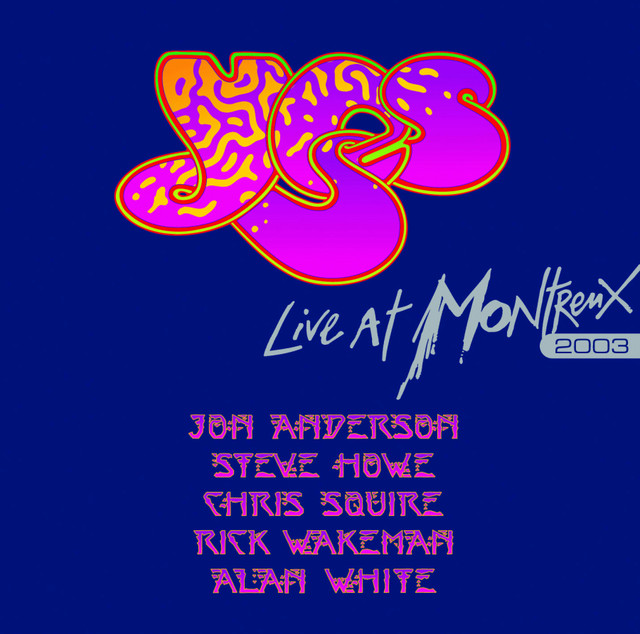 Yes
Live At Montreux
2003
JON ANDERSON
STEVE HOWE
CHRIS SQUIRE
RICK WAKEMAN
ALAN WHITE